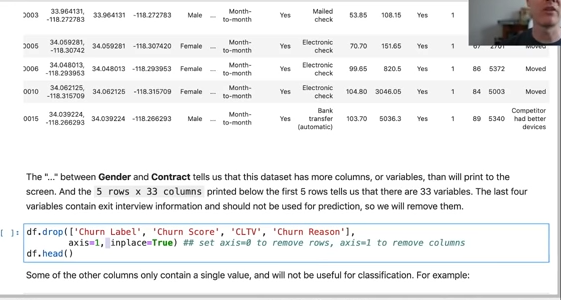 0003 33.964131, -118.272783 33.964131 -118.272783 Male ... Month-to-month Yes Mailed check 53.85 108.15 Yes 1
0005 34.059281, -118.30742 34.059281 -118.307420 Female ... Month-to-month Yes Electronic check 70.70 151.65 Yes 1 67 2701 Moved
0006 34.048013, -118.293953 34.048013 -118.293953 Female ... Month-to-month Yes Electronic check 99.65 820.5 Yes 1 86 5372 Moved
0010 34.062125, -118.315709 34.062125 -118.315709 Female ... Month-to-month Yes Electronic check 104.80 3046.05 Yes 1 84 5003 Moved
0015 34.039224, -118.266293 34.039224 -118.266293 Male ... Month-to-month Yes Bank transfer (automatic) 103.70 5036.3 Yes 1 89 5340 Competitor had better devices
The "..." between Gender and Contract tells us that this dataset has more columns, or variables, than will print to the
screen. And the 5 rows x 33 columns printed below the first 5 rows tells us that there are 33 variables. The last four
variables contain exit interview information and should not be used for prediction, so we will remove them.
[ ]: df.drop(['Churn Label', 'Churn Score', 'CLTV', 'Churn Reason'],
axis=1, inplace=True) ## set axis=0 to remove rows, axis=1 to remove columns
df.head()
Some of the other columns only contain a single value, and will not be useful for classification. For example: